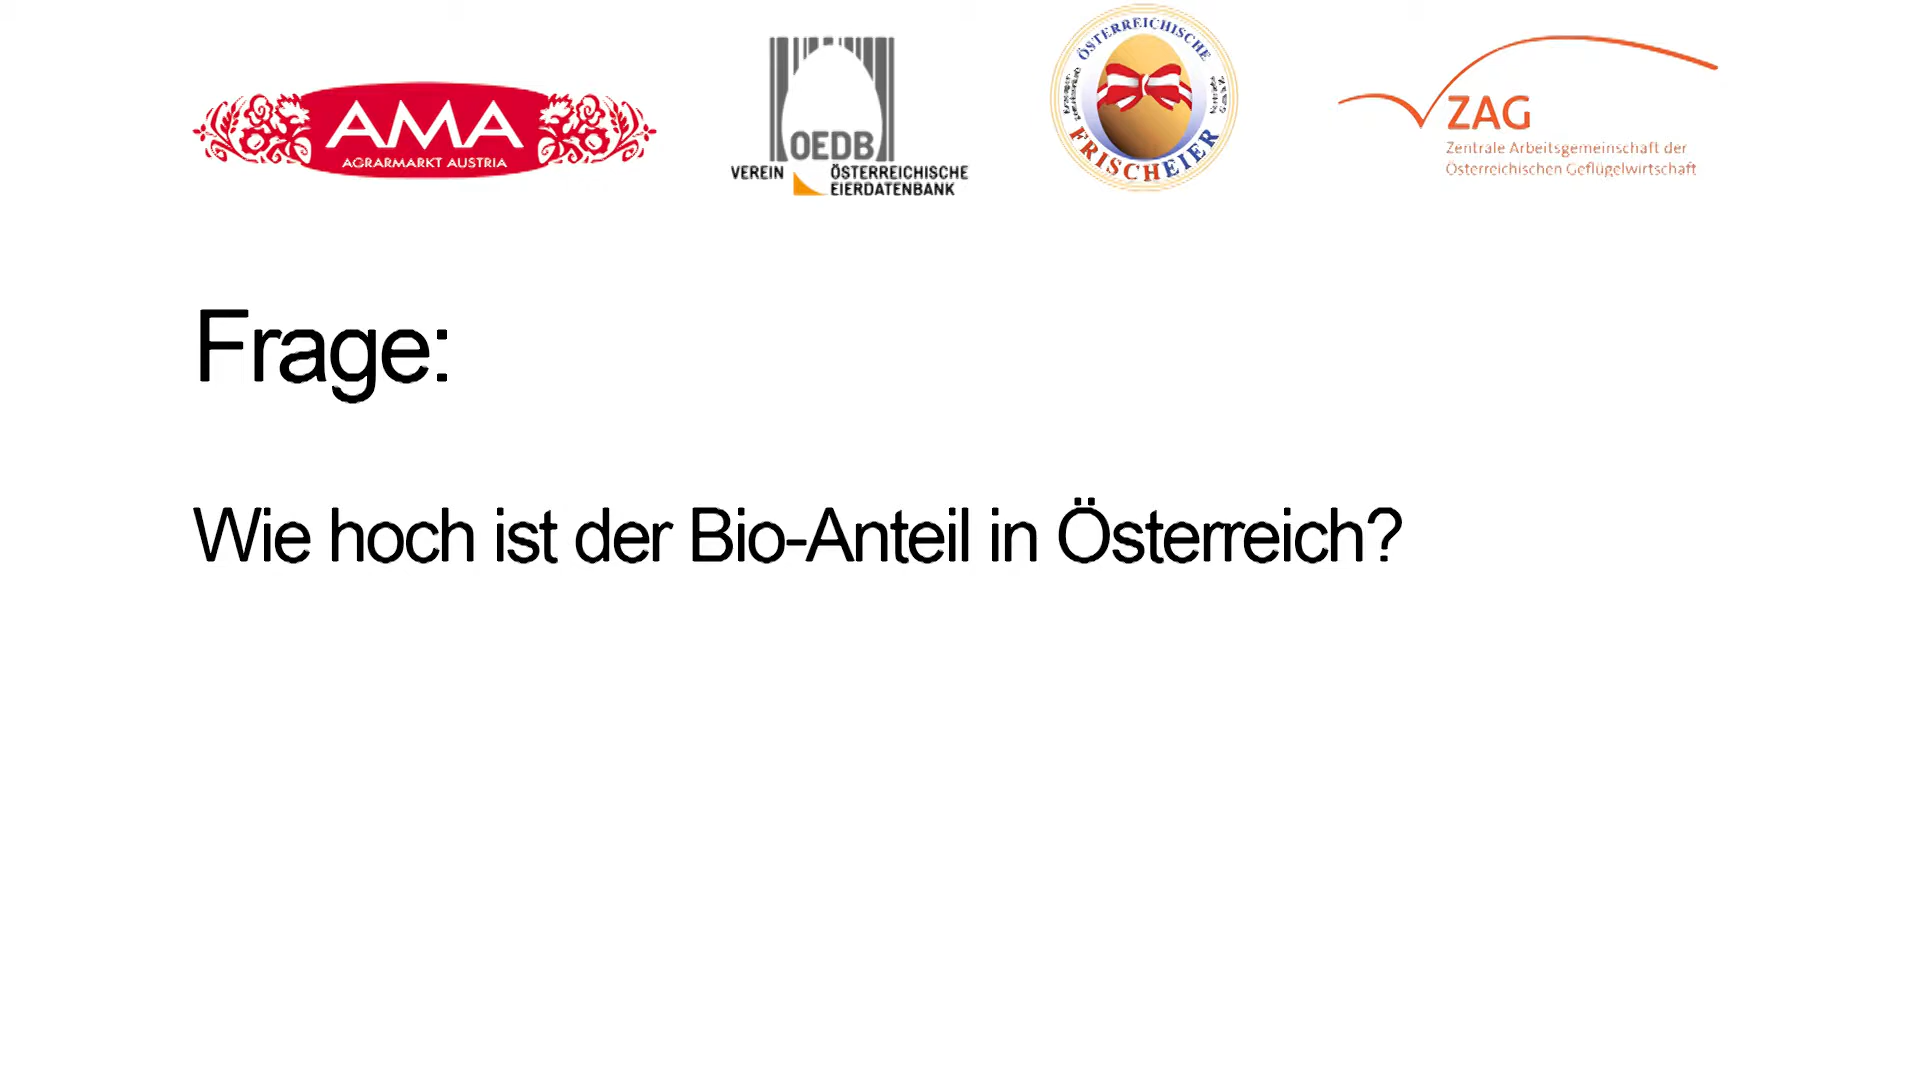 AMA
AGRARMARKT AUSTRIA
OEDB
VEREIN ÖSTERREICHISCHE
EIERDATENBANK
ÖSTERREICHISCHE
FRISCHEIER
ZAG
Zentrale Arbeitsgemeinschaft der
Österreichischen Geflügelwirtschaft
Frage:
Wie hoch ist der Bio-Anteil in Österreich?